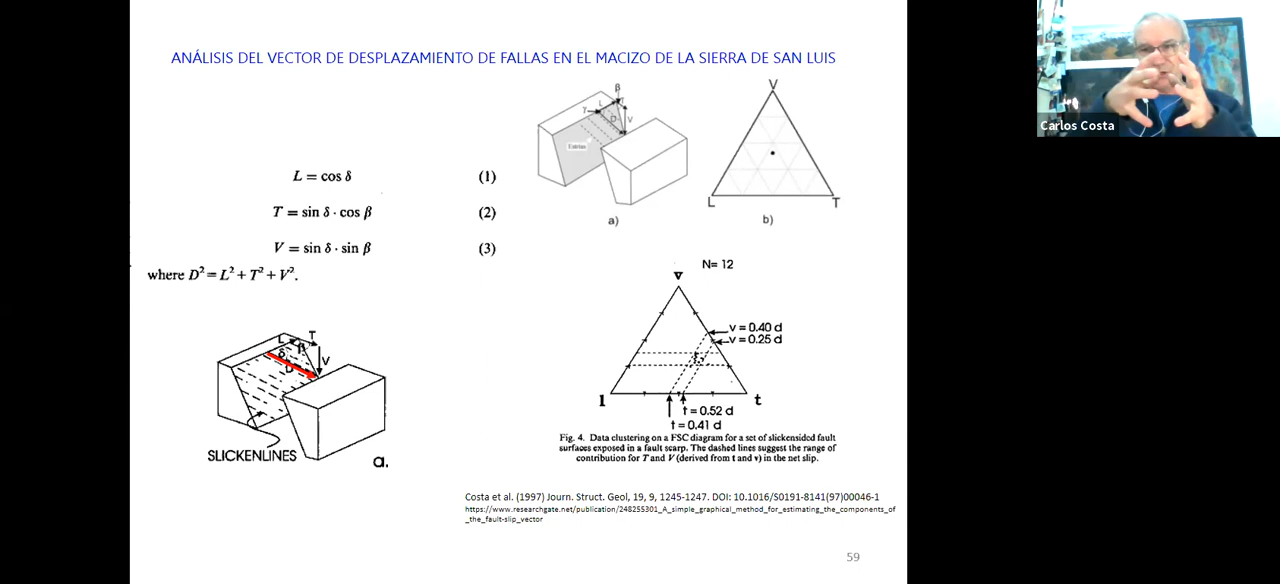 ANÁLISIS DEL VECTOR DE DESPLAZAMIENTO DE FALLAS EN EL MACIZO DE LA SIERRA DE SAN LUIS
Carlos Costa
L = cos δ (1)
T = sin δ · cos β (2)
V = sin δ · sin β (3)
where D² = L² + T² + V².
β
L
T
γ
D
V
Estrías
a)
V
L
T
b)
L
T
β
δ
D
V
SLICKENLINES
a.
N= 12
v
v = 0.40 d
v = 0.25 d
l
t
t = 0.52 d
t = 0.41 d
Fig. 4. Data clustering on a FSC diagram for a set of slickensided fault
surfaces exposed in a fault scarp. The dashed lines suggest the range of
contribution for T and V (derived from t and v) in the net slip.
Costa et al. (1997) Journ. Struct. Geol, 19, 9, 1245-1247. DOI: 10.1016/S0191-8141(97)00046-1
https://www.researchgate.net/publication/248255301_A_simple_graphical_method_for_estimating_the_components_of
_the_fault-slip_vector
59